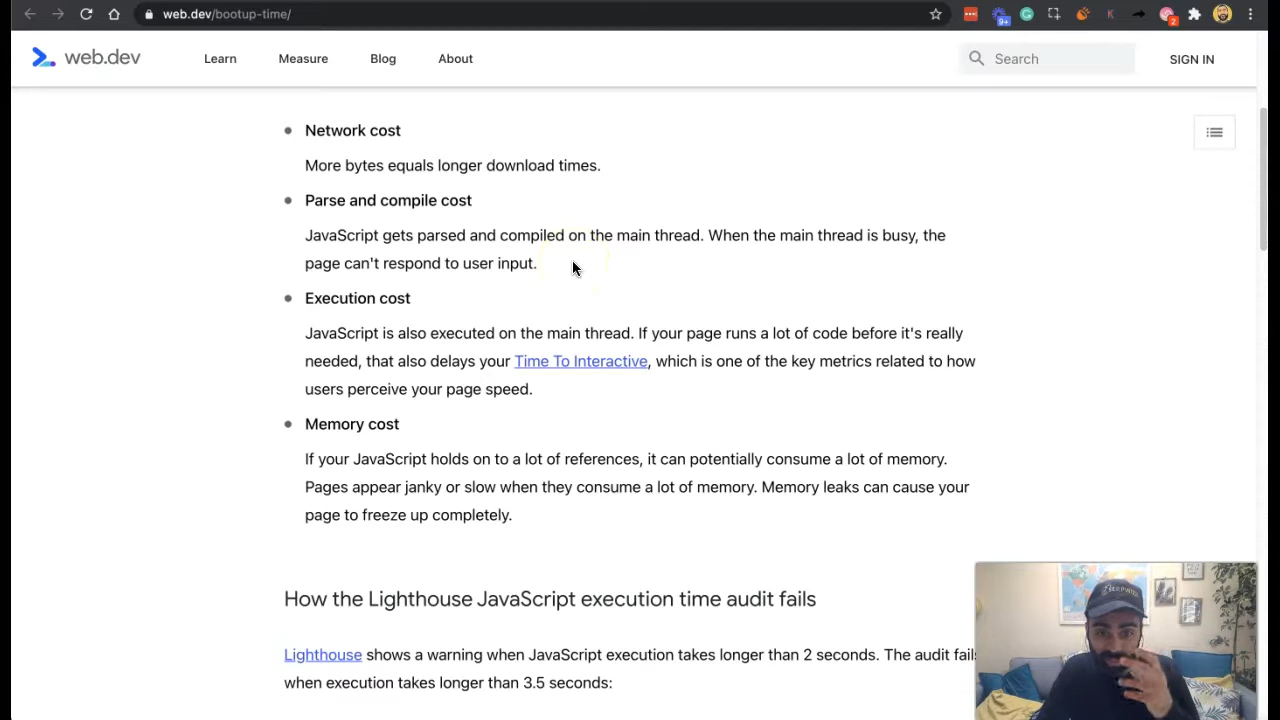 web.dev/bootup-time/
9+
K
2
web.dev
Learn
Measure
Blog
About
Search
SIGN IN
Network cost
More bytes equals longer download times.
Parse and compile cost
JavaScript gets parsed and compiled on the main thread. When the main thread is busy, the
page can't respond to user input.
Execution cost
JavaScript is also executed on the main thread. If your page runs a lot of code before it's really
needed, that also delays your Time To Interactive, which is one of the key metrics related to how
users perceive your page speed.
Memory cost
If your JavaScript holds on to a lot of references, it can potentially consume a lot of memory.
Pages appear janky or slow when they consume a lot of memory. Memory leaks can cause your
page to freeze up completely.
How the Lighthouse JavaScript execution time audit fails
Lighthouse shows a warning when JavaScript execution takes longer than 2 seconds. The audit fails
when execution takes longer than 3.5 seconds: